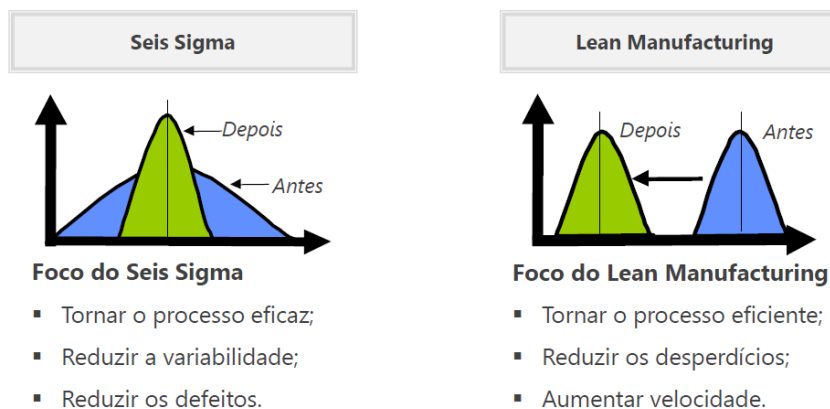 Seis Sigma
Depois
Antes
Foco do Seis Sigma
▪ Tornar o processo eficaz;
▪ Reduzir a variabilidade;
▪ Reduzir os defeitos.
Lean Manufacturing
Depois
Antes
Foco do Lean Manufacturing
▪ Tornar o processo eficiente;
▪ Reduzir os desperdícios;
▪ Aumentar velocidade.